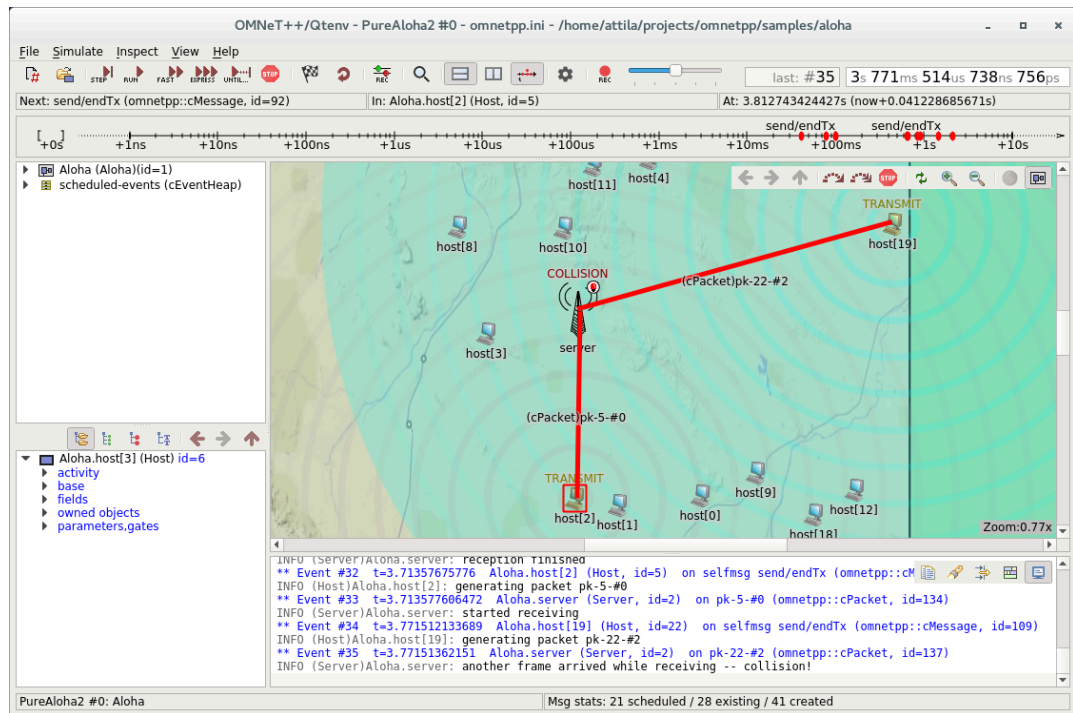 OMNeT++/Qtenv - PureAloha2 #0 - omnetpp.ini - /home/attila/projects/omnetpp/samples/aloha
File Simulate Inspect View Help
STEP RUN FAST EXPRESS UNTIL... STOP REC REC last: #35 3s 771ms 514us 738ns 756ps
Next: send/endTx (omnetpp::cMessage, id=92) In: Aloha.host[2] (Host, id=5) At: 3.812743424427s (now+0.041228685671s)
send/endTx send/endTx
+0s +1ns +10ns +100ns +1us +10us +100us +1ms +10ms +100ms +1s +10s
Aloha (Aloha)(id=1)
scheduled-events (cEventHeap)
host[11] host[4]
STOP
TRANSMIT
host[8] host[10] host[19]
COLLISION
(cPacket)pk-22-#2
host[3] server
(cPacket)pk-5-#0
TRANSMIT
host[9]
host[2] host[1] host[0] host[12]
host[18] Zoom:0.77x
Aloha.host[3] (Host) id=6
activity
base
fields
owned objects
parameters,gates
INFO (Server)Aloha.server: reception finished
** Event #32 t=3.71357675776 Aloha.host[2] (Host, id=5) on selfmsg send/endTx (omnetpp::cM
INFO (Host)Aloha.host[2]: generating packet pk-5-#0
** Event #33 t=3.713577606472 Aloha.server (Server, id=2) on pk-5-#0 (omnetpp::cPacket, id=134)
INFO (Server)Aloha.server: started receiving
** Event #34 t=3.771512133689 Aloha.host[19] (Host, id=22) on selfmsg send/endTx (omnetpp::cMessage, id=109)
INFO (Host)Aloha.host[19]: generating packet pk-22-#2
** Event #35 t=3.77151362151 Aloha.server (Server, id=2) on pk-22-#2 (omnetpp::cPacket, id=137)
INFO (Server)Aloha.server: another frame arrived while receiving -- collision!
PureAloha2 #0: Aloha Msg stats: 21 scheduled / 28 existing / 41 created